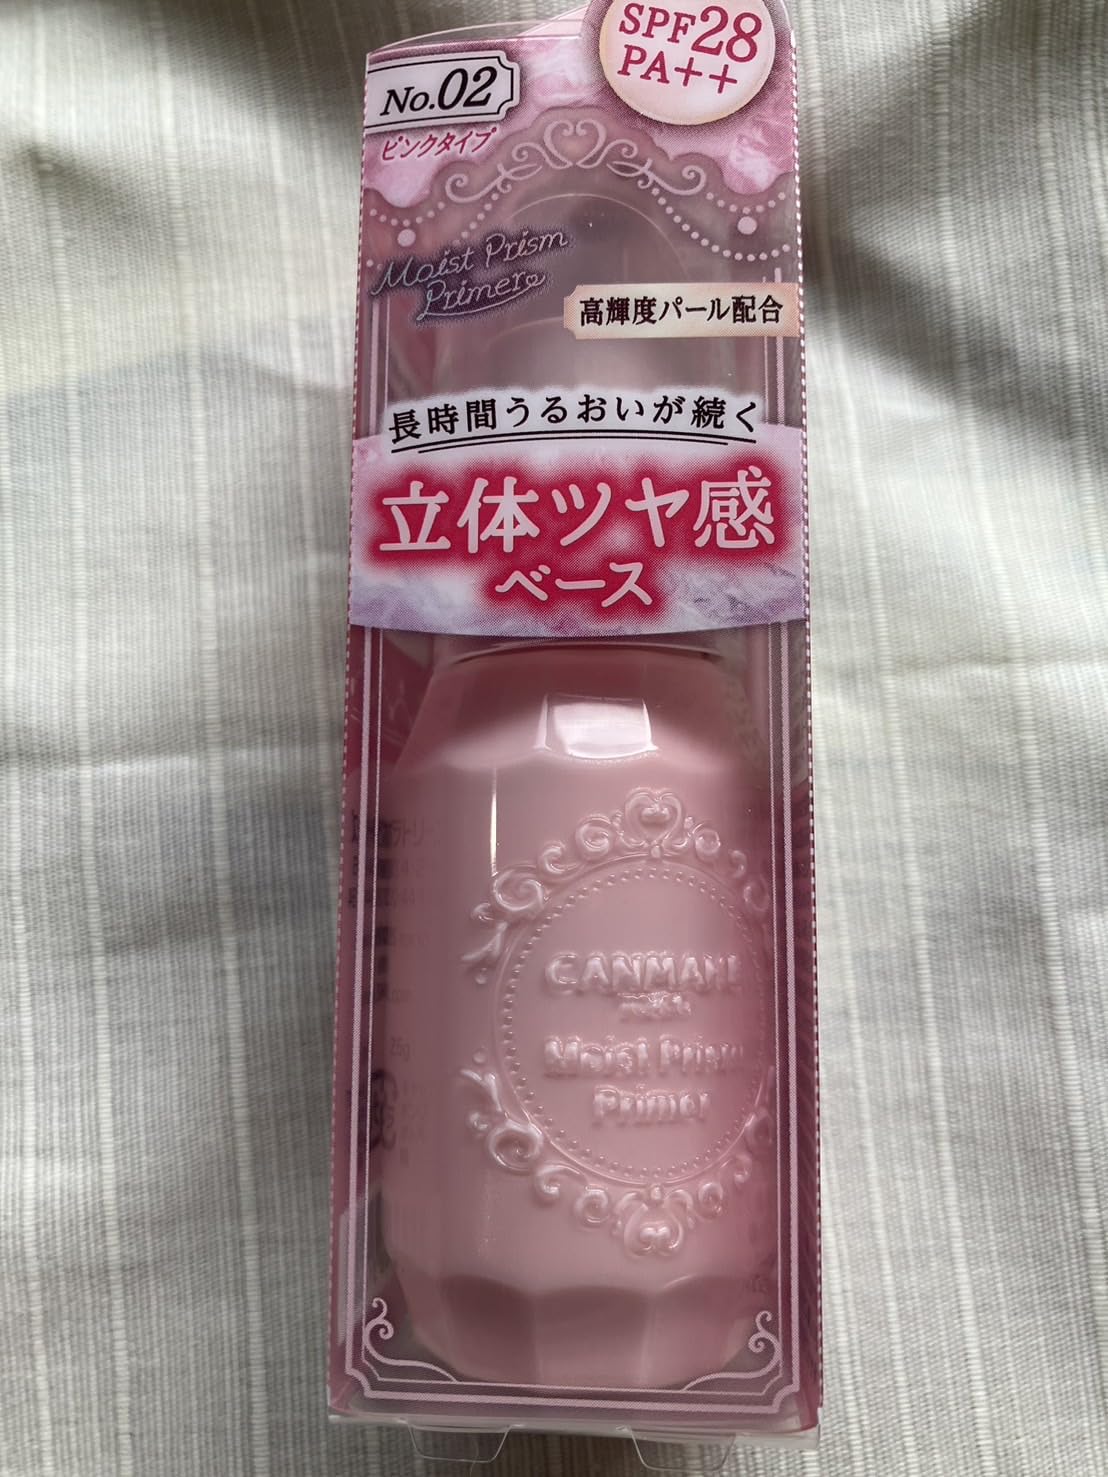 SPF28
PA++
No.02
ピンクタイプ
Moist Prism
Primer
高輝度パール配合
長時間うるおいが続く
立体ツヤ感
ベース
CANMAKE
Moist Prism
Primer
25g